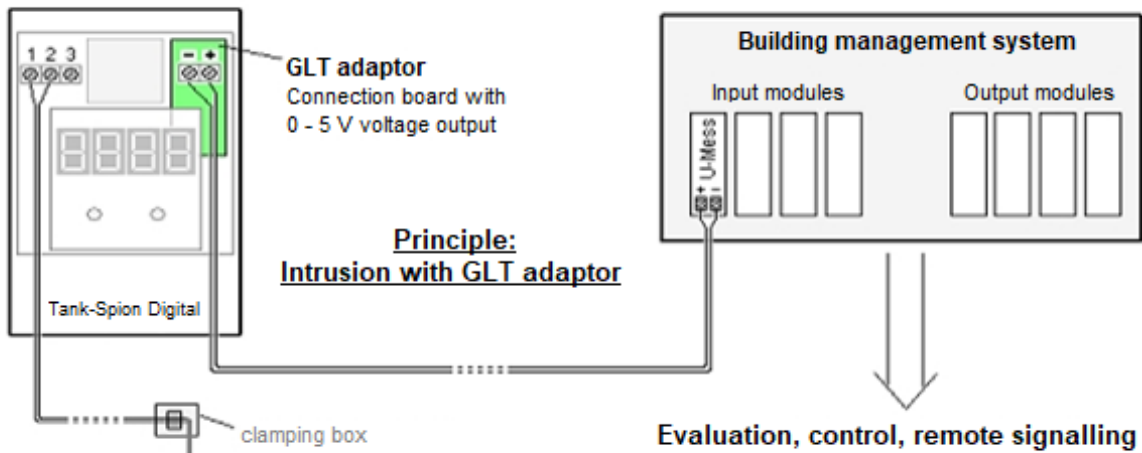 1 2 3
- +
GLT adaptor
Connection board with
0 - 5 V voltage output
Tank-Spion Digital
clamping box
Principle:
Intrusion with GLT adaptor
Building management system
Input modules
Output modules
+ - U-Mess
Evaluation, control, remote signalling